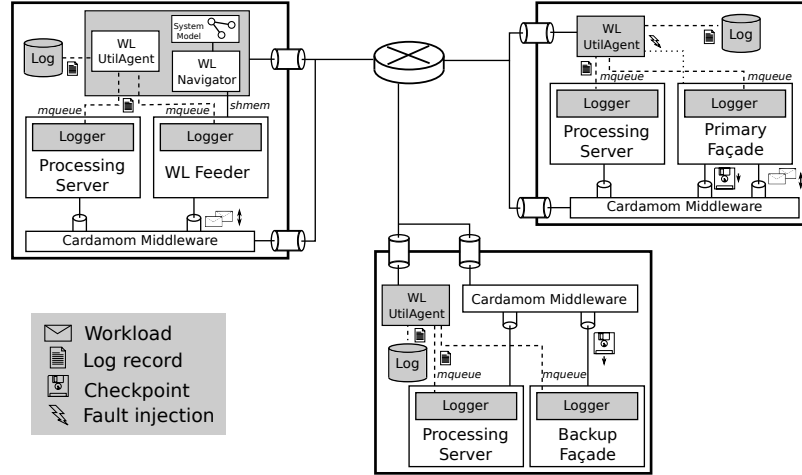 System
Model
Log
WL
UtilAgent
WL
Navigator
mqueue
mqueue
shmem
Logger
Processing
Server
Logger
WL Feeder
Cardamom Middleware
WL
UtilAgent
Log
mqueue
mqueue
Logger
Processing
Server
Logger
Primary
Façade
Cardamom Middleware
WL
UtilAgent
Cardamom Middleware
Log
mqueue
mqueue
Logger
Processing
Server
Logger
Backup
Façade
Workload
Log record
Checkpoint
Fault injection